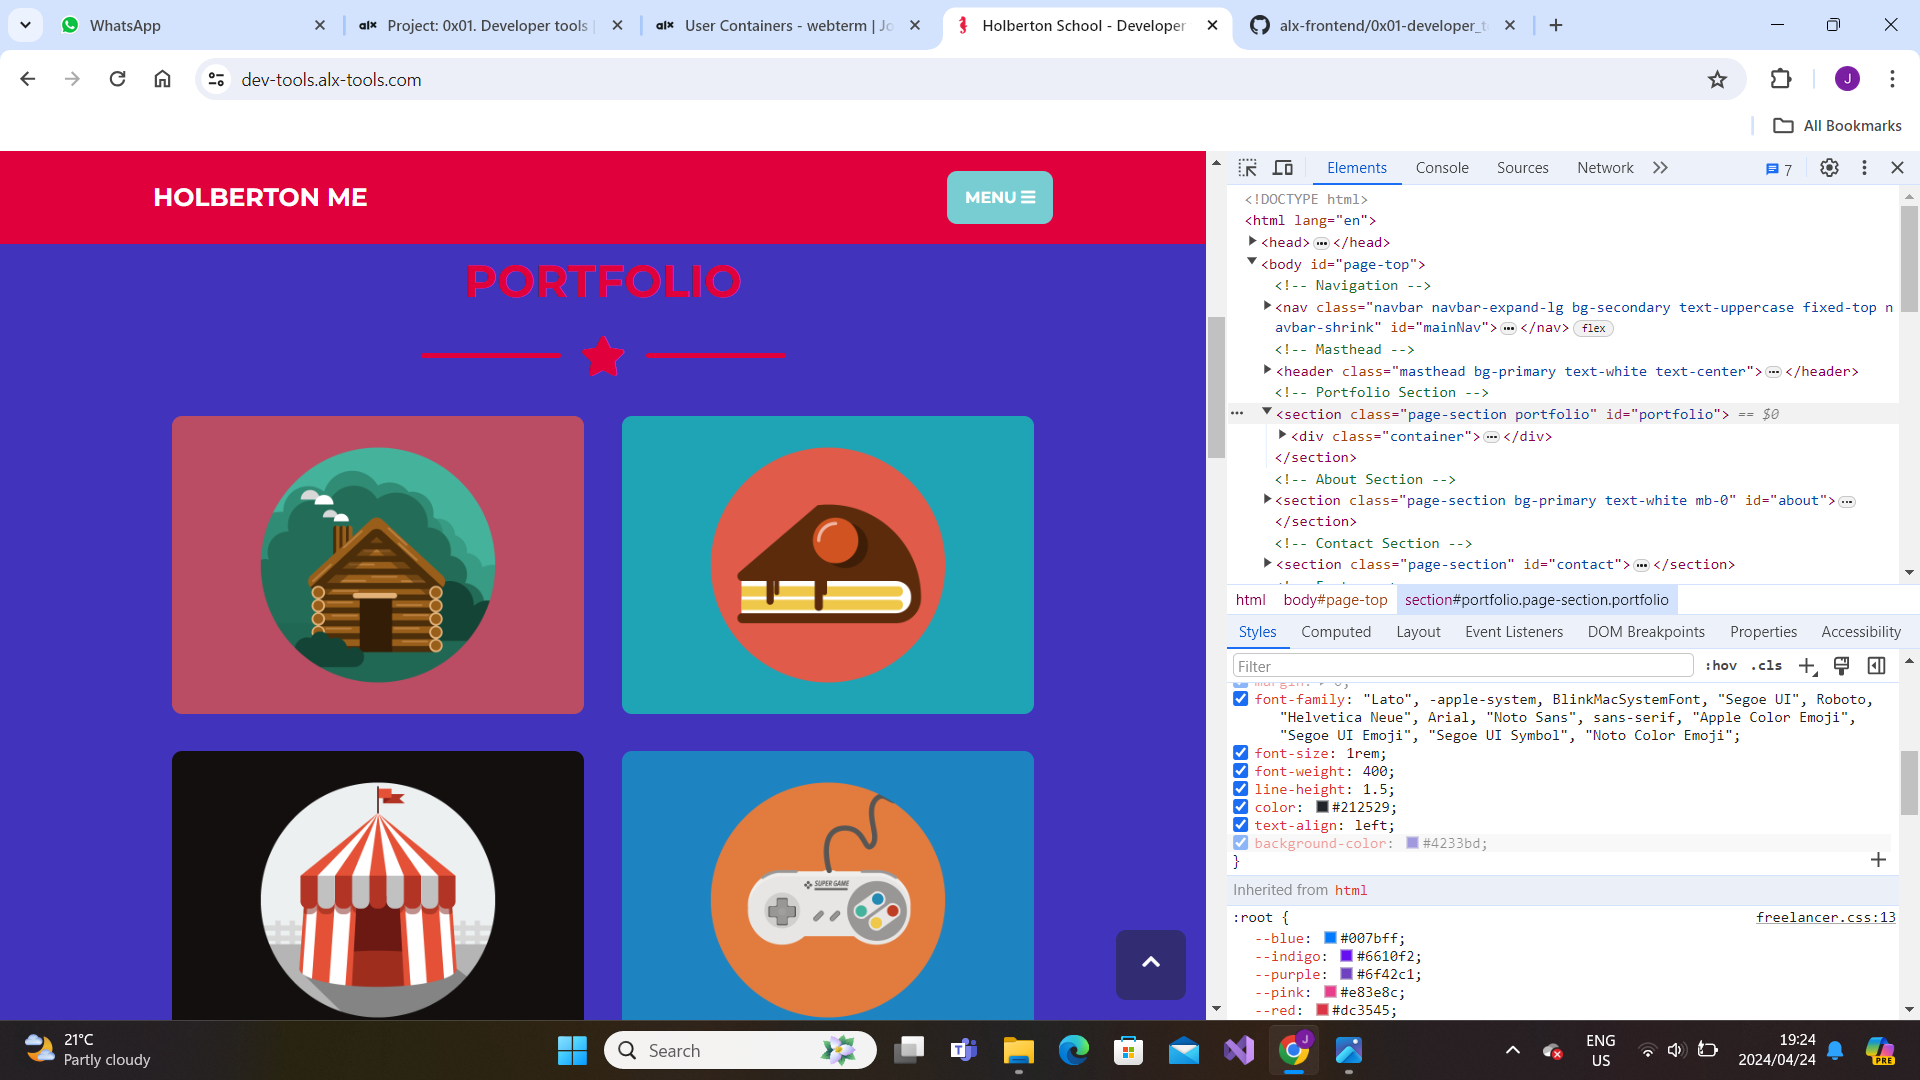 WhatsApp
alx Project: 0x01. Developer tools |
alx User Containers - webterm | Jo
Holberton School - Developer
alx-frontend/0x01-developer_t
dev-tools.alx-tools.com
J
All Bookmarks
HOLBERTON ME
MENU
PORTFOLIO
SUPER GAME
Elements Console Sources Network 7
<!DOCTYPE html>
<html lang="en">
<head> ••• </head>
<body id="page-top">
<!-- Navigation -->
<nav class="navbar navbar-expand-lg bg-secondary text-uppercase fixed-top n
avbar-shrink" id="mainNav"> ••• </nav> flex
<!-- Masthead -->
<header class="masthead bg-primary text-white text-center"> ••• </header>
<!-- Portfolio Section -->
<section class="page-section portfolio" id="portfolio"> == $0
<div class="container"> ••• </div>
</section>
<!-- About Section -->
<section class="page-section bg-primary text-white mb-0" id="about"> •••
</section>
<!-- Contact Section -->
<section class="page-section" id="contact"> ••• </section>
html body#page-top section#portfolio.page-section.portfolio
Styles Computed Layout Event Listeners DOM Breakpoints Properties Accessibility
Filter :hov .cls
margin: 0;
font-family: "Lato", -apple-system, BlinkMacSystemFont, "Segoe UI", Roboto,
"Helvetica Neue", Arial, "Noto Sans", sans-serif, "Apple Color Emoji",
"Segoe UI Emoji", "Segoe UI Symbol", "Noto Color Emoji";
font-size: 1rem;
font-weight: 400;
line-height: 1.5;
color: #212529;
text-align: left;
background-color: #4233bd;
}
Inherited from html
:root { freelancer.css:13
--blue: #007bff;
--indigo: #6610f2;
--purple: #6f42c1;
--pink: #e83e8c;
--red: #dc3545;
21°C
Partly cloudy
Search
J
ENG
US
19:24
2024/04/24
PRE